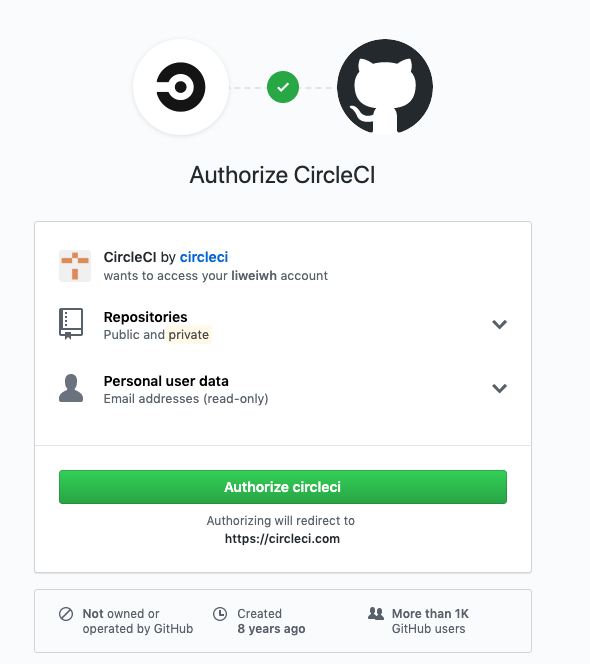 Authorize CircleCI
CircleCI by circleci
wants to access your liweiwh account
Repositories
Public and private
Personal user data
Email addresses (read-only)
Authorize circleci
Authorizing will redirect to
https://circleci.com
Not owned or
operated by GitHub
Created
8 years ago
More than 1K
GitHub users